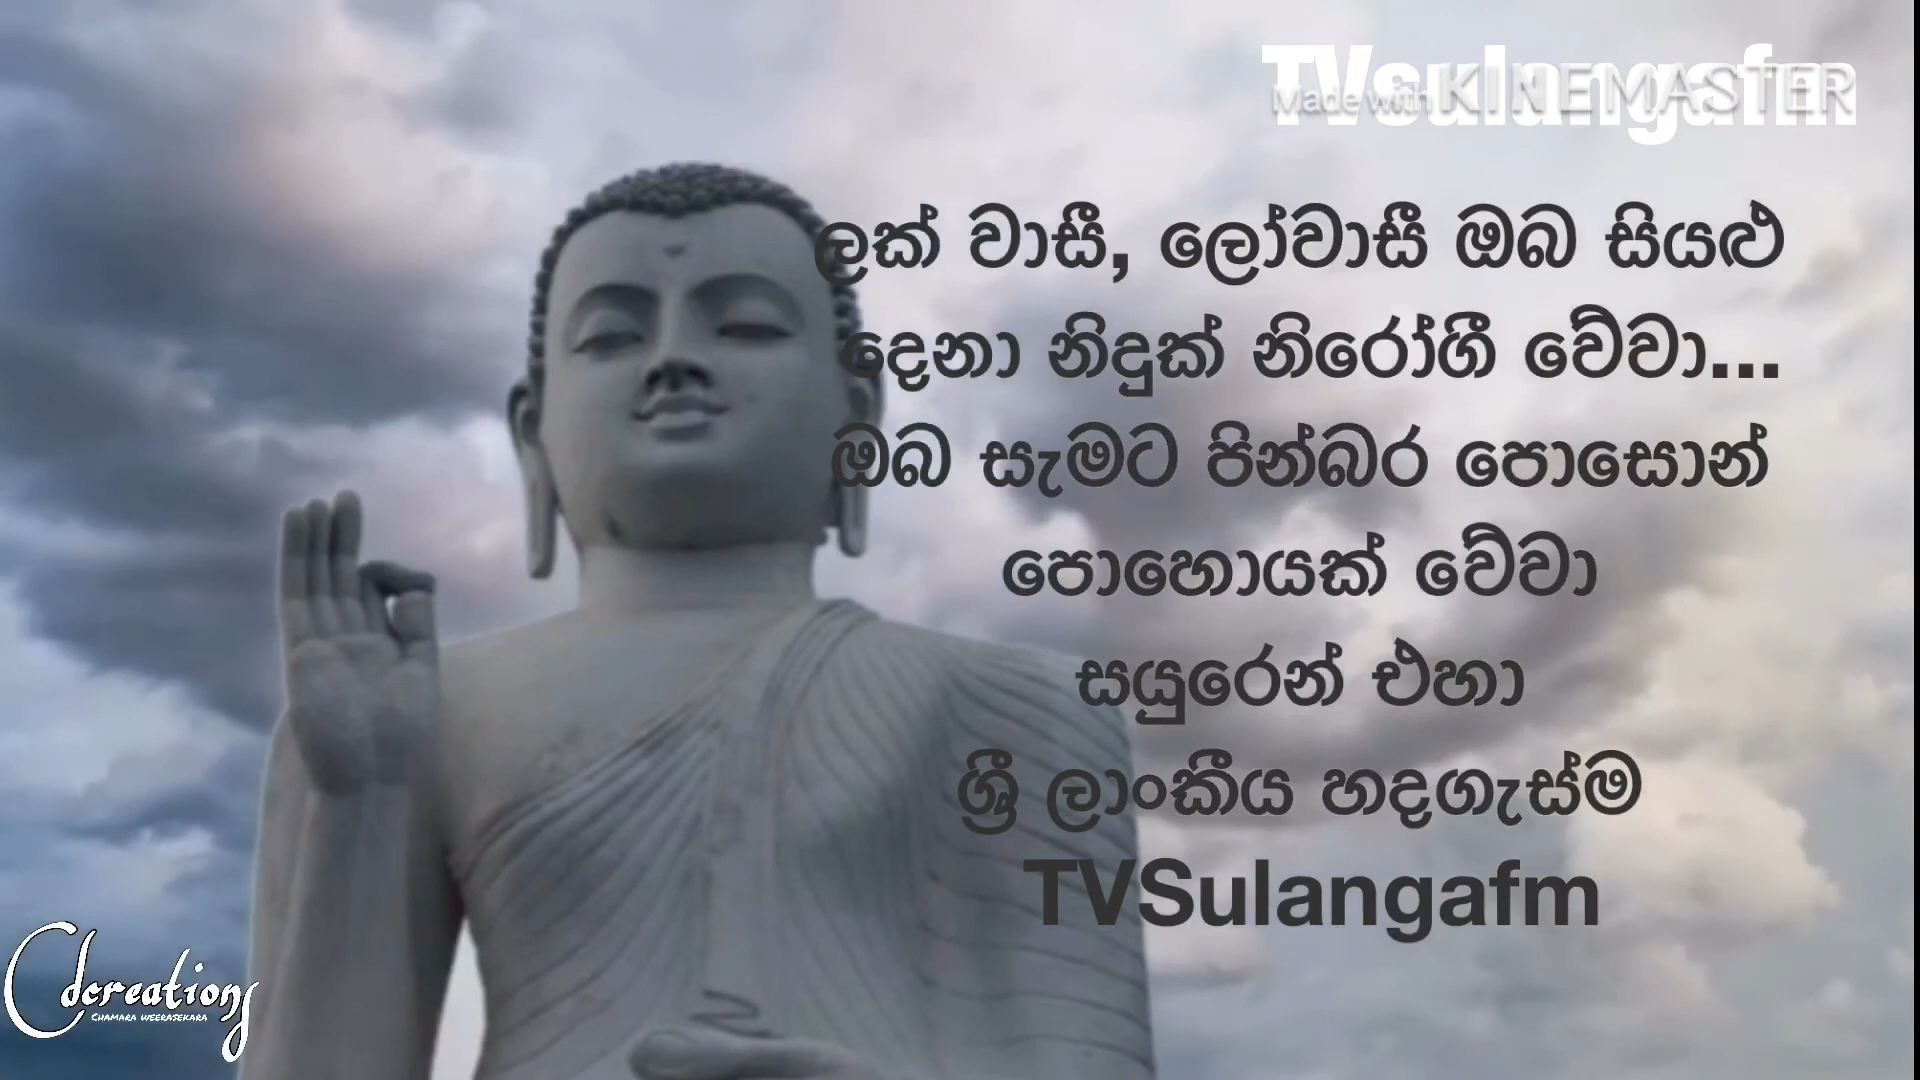 TVsulangafm
Made with KINEMASTER
ලක් වාසී, ලෝවාසී ඔබ සියළු
දෙනා නිදුක් නිරෝගී වේවා...
ඔබ සැමට පින්බර පොසොන්
පොහොයක් වේවා
සයුරෙන් එහා
ශ්‍රී ලාංකීය හදගැස්ම
TVSulangafm
Cdcreations
CHAMARA WEERASEKARA